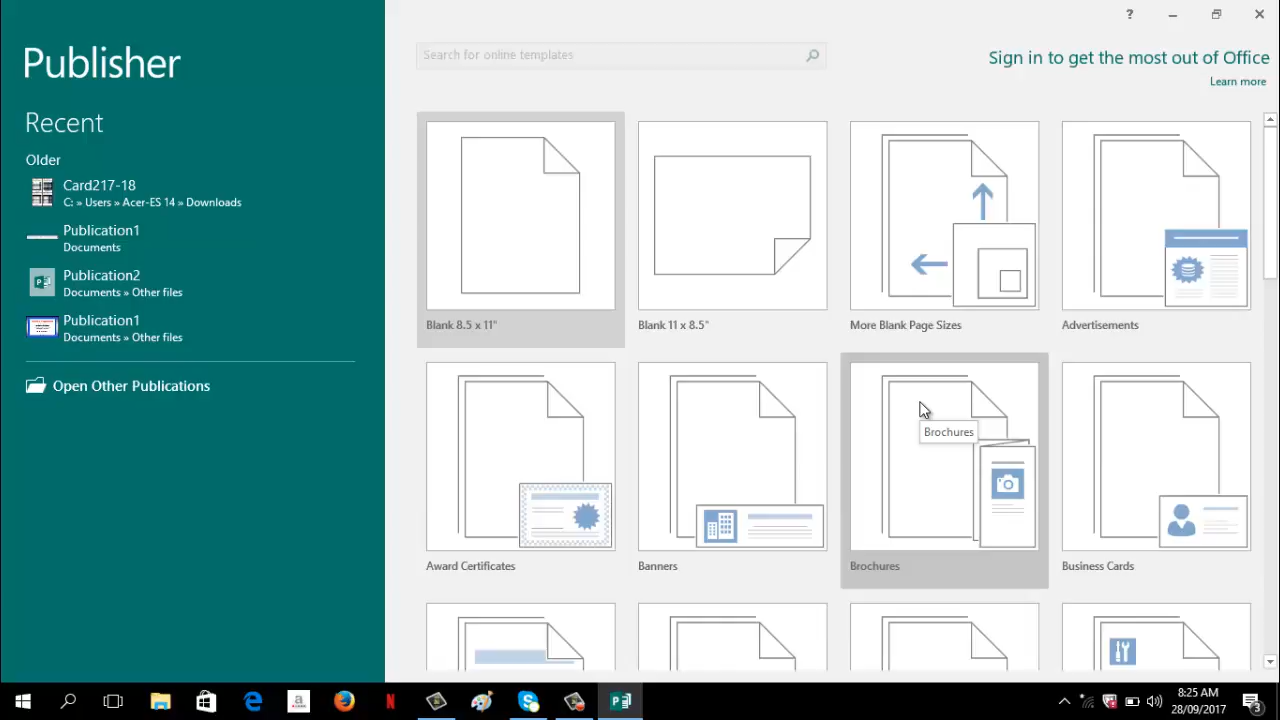 Publisher
Recent
Older
Card217-18
C: » Users » Acer-ES 14 » Downloads
Publication1
Documents
Publication2
Documents » Other files
Publication1
Documents » Other files
Open Other Publications
?
Search for online templates
Sign in to get the most out of Office
Learn more
Blank 8.5 x 11"
Blank 11 x 8.5"
More Blank Page Sizes
Advertisements
Brochures
Award Certificates
Banners
Brochures
Business Cards
8:25 AM
28/09/2017
3